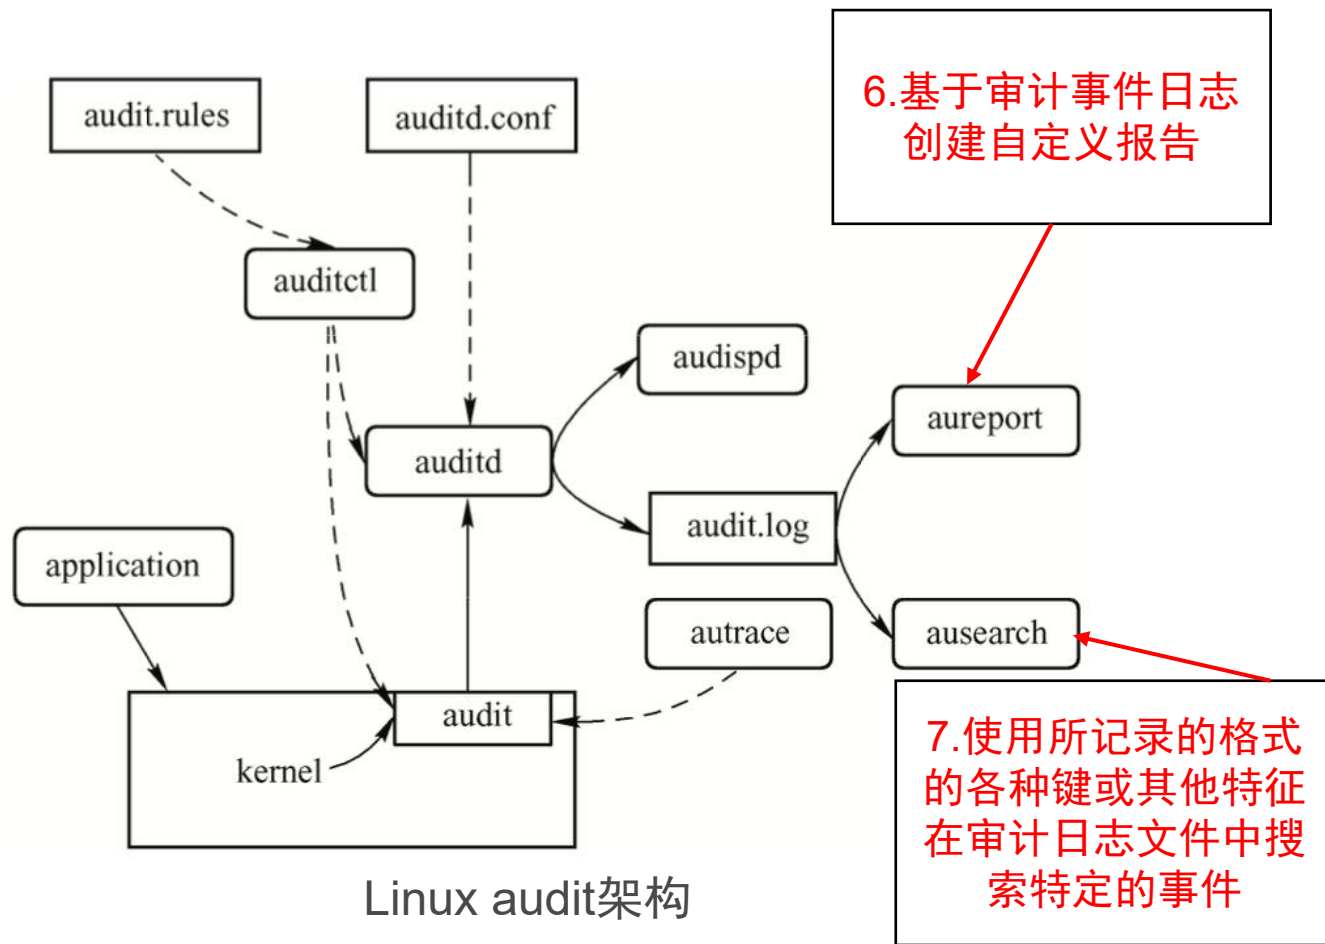 6.基于审计事件日志
创建自定义报告
audit.rules
auditd.conf
auditctl
audispd
aureport
auditd
audit.log
application
autrace
ausearch
audit
kernel
7.使用所记录的格式
的各种键或其他特征
在审计日志文件中搜
索特定的事件
Linux audit架构